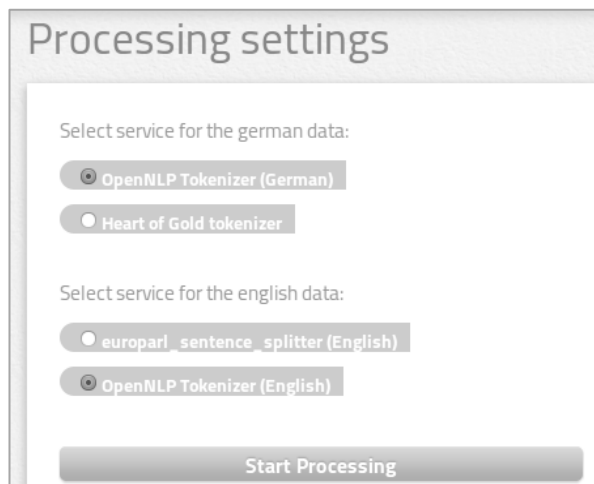 Processing settings
Select service for the german data:
OpenNLP Tokenizer (German)
Heart of Gold tokenizer
Select service for the english data:
europarl_sentence_splitter (English)
OpenNLP Tokenizer (English)
Start Processing